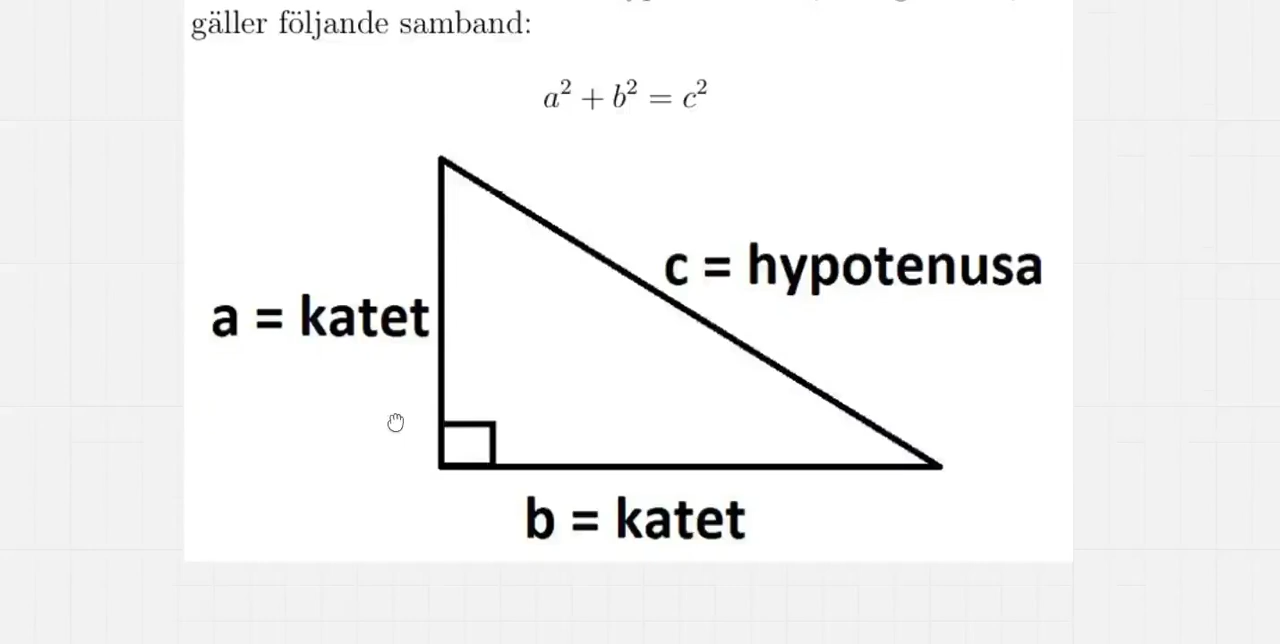 gäller följande samband:
a² + b² = c²
c = hypotenusa
a = katet
b = katet